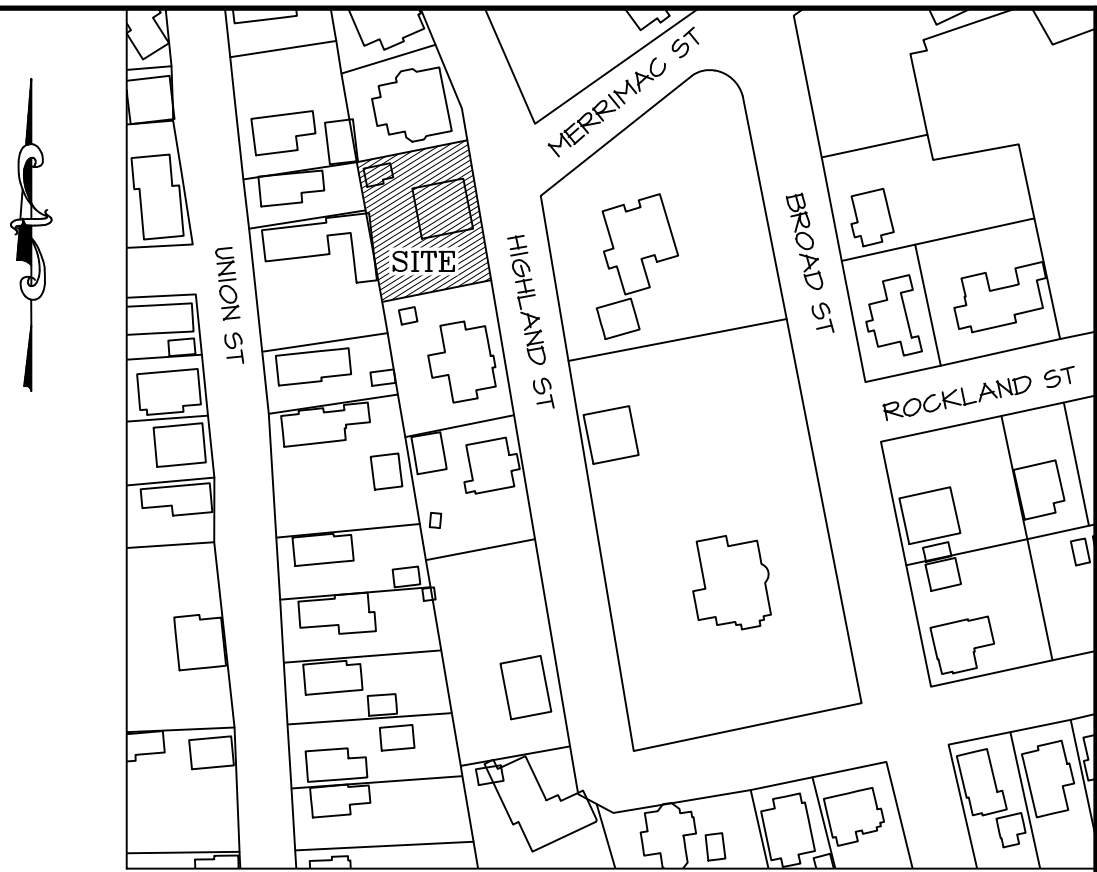 MERRIMAC ST
BROAD ST
UNION ST
HIGHLAND ST
SITE
ROCKLAND ST